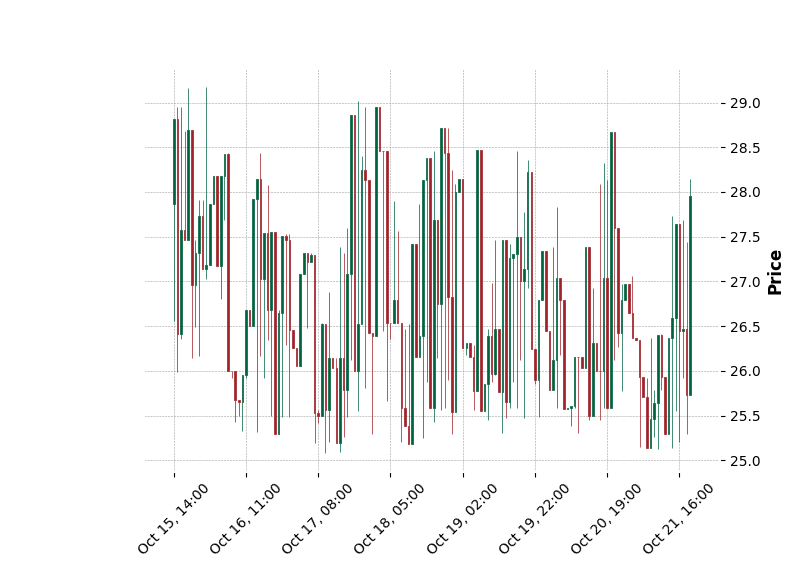 29.0
28.5
28.0
27.5
27.0
26.5
26.0
25.5
25.0
Price
Oct 15, 14:00
Oct 16, 11:00
Oct 17, 08:00
Oct 18, 05:00
Oct 19, 02:00
Oct 19, 22:00
Oct 20, 19:00
Oct 21, 16:00